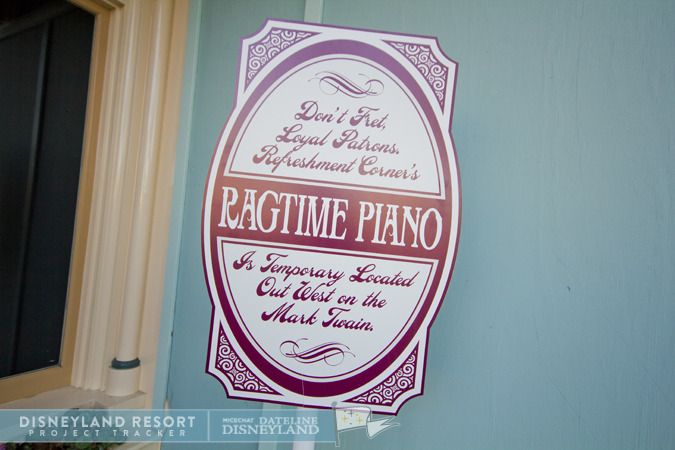 Don't Fret,
Loyal Patrons,
Refreshment Corner's
RAGTIME PIANO
Is Temporary Located
Out West on the
Mark Twain.
DISNEYLAND RESORT
PROJECT TRACKER
MICECHAT DATELINE
DISNEYLAND